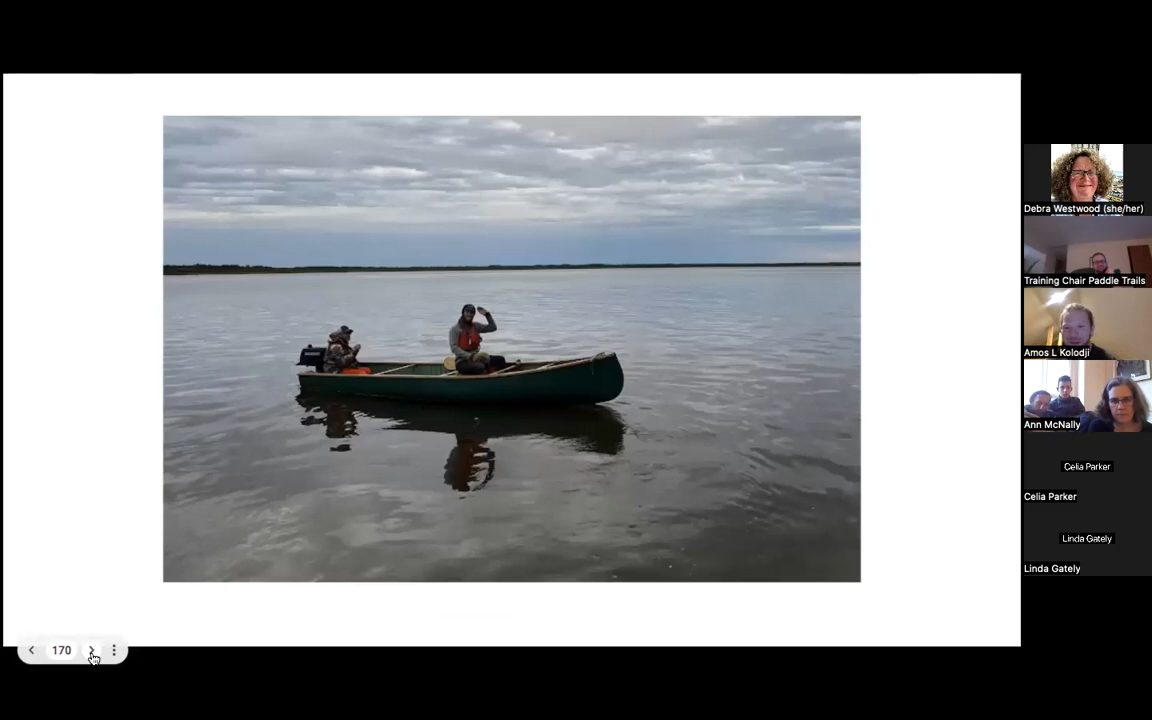 Debra Westwood (she/her)
Training Chair Paddle Trails
Amos L Kolodji
Ann McNally
Celia Parker
Celia Parker
Linda Gately
Linda Gately
170